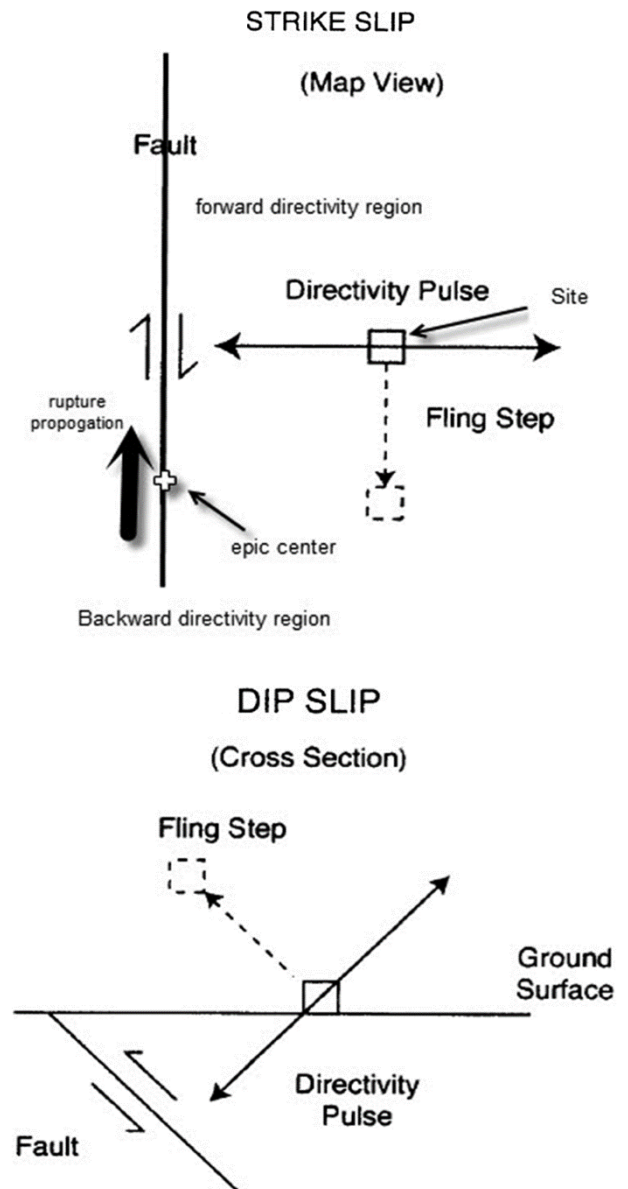 STRIKE SLIP
(Map View)
Fault
forward directivity region
Directivity Pulse
Site
rupture
propogation
Fling Step
epic center
Backward directivity region
DIP SLIP
(Cross Section)
Fling Step
Ground
Surface
Directivity
Pulse
Fault